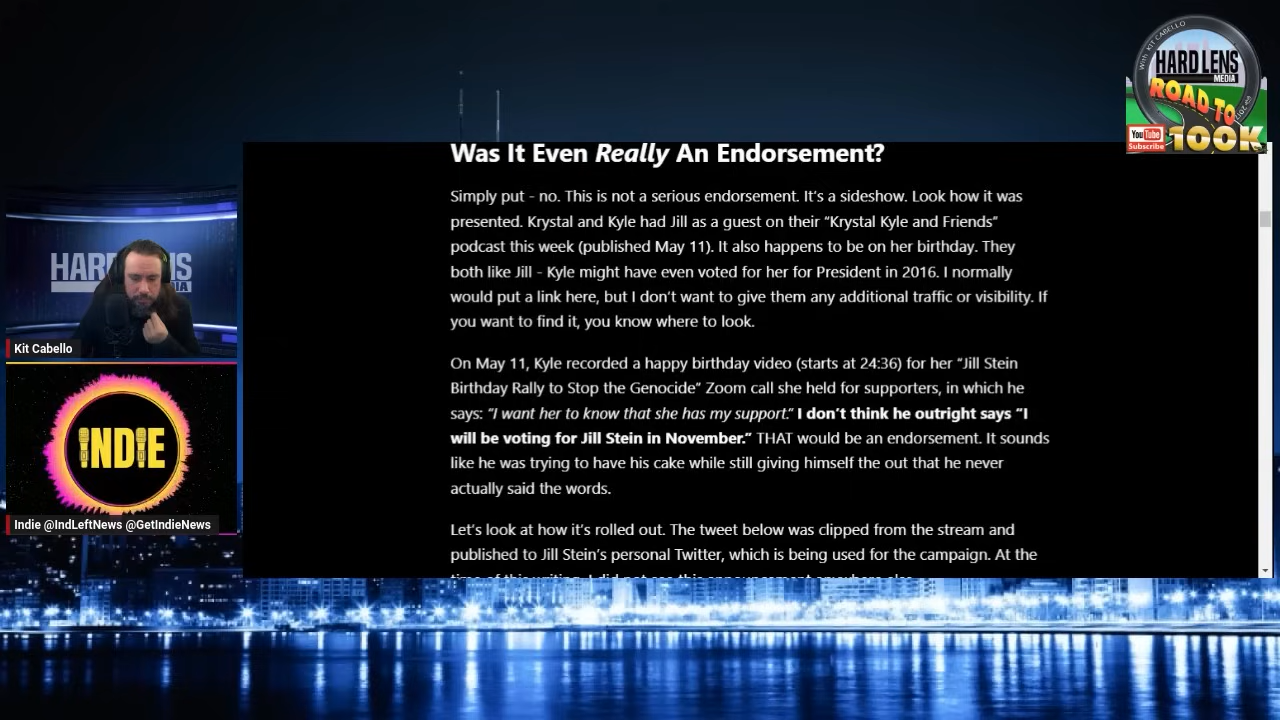 With KIT CABELLO
HARD LENS
MEDIA
ROAD TO
YouTube
Subscribe
100K
Was It Even Really An Endorsement?
Simply put - no. This is not a serious endorsement. It's a sideshow. Look how it was
presented. Krystal and Kyle had Jill as a guest on their “Krystal Kyle and Friends”
podcast this week (published May 11). It also happens to be on her birthday. They
both like Jill - Kyle might have even voted for her for President in 2016. I normally
would put a link here, but I don't want to give them any additional traffic or visibility. If
you want to find it, you know where to look.
On May 11, Kyle recorded a happy birthday video (starts at 24:36) for her “Jill Stein
Birthday Rally to Stop the Genocide” Zoom call she held for supporters, in which he
says: “I want her to know that she has my support.” I don't think he outright says “I
will be voting for Jill Stein in November.” THAT would be an endorsement. It sounds
like he was trying to have his cake while still giving himself the out that he never
actually said the words.
Let's look at how it's rolled out. The tweet below was clipped from the stream and
published to Jill Stein's personal Twitter, which is being used for the campaign. At the
Kit Cabello
INDIE
Indie @IndLeftNews @GetIndieNews